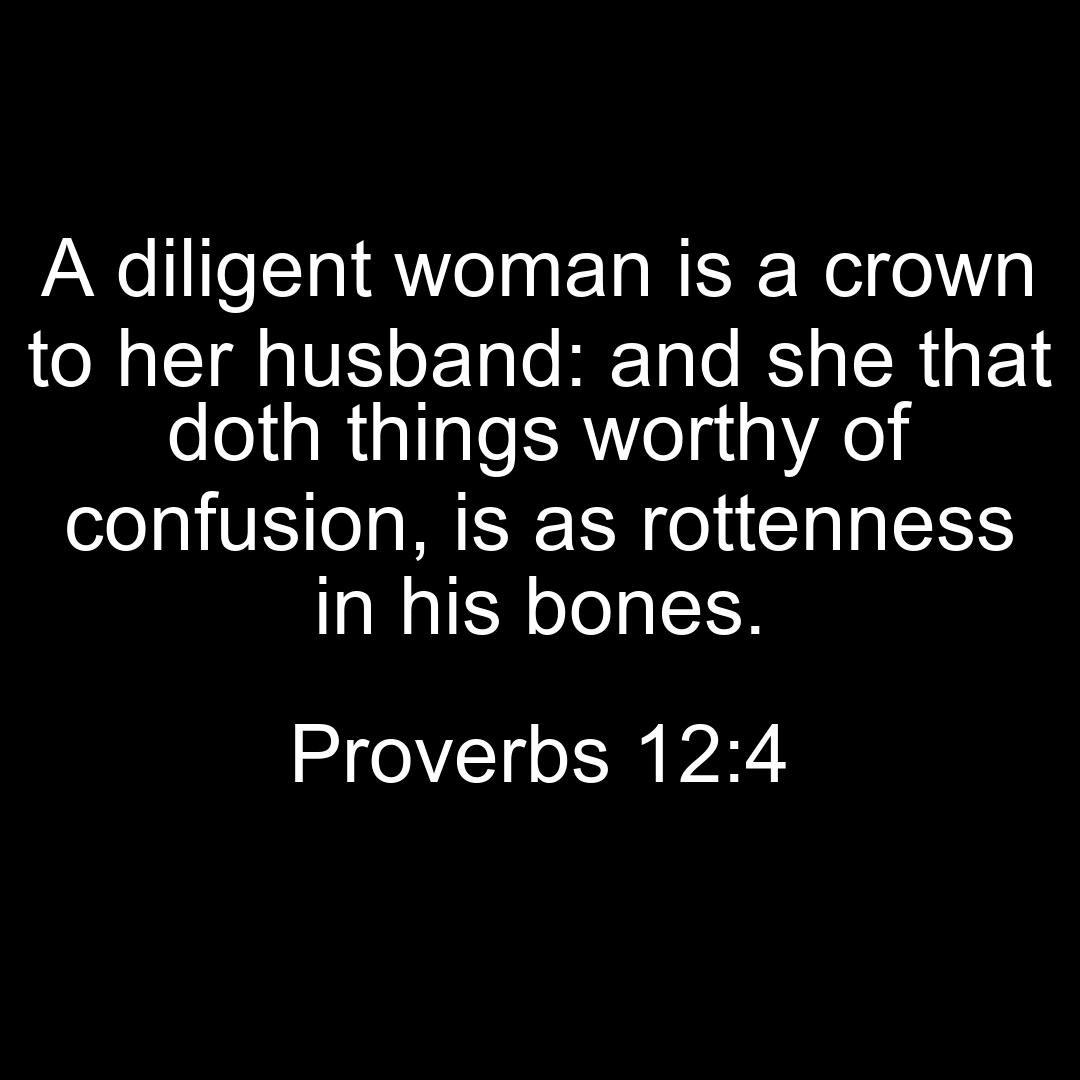 A diligent woman is a crown
to her husband: and she that
doth things worthy of
confusion, is as rottenness
in his bones.
Proverbs 12:4